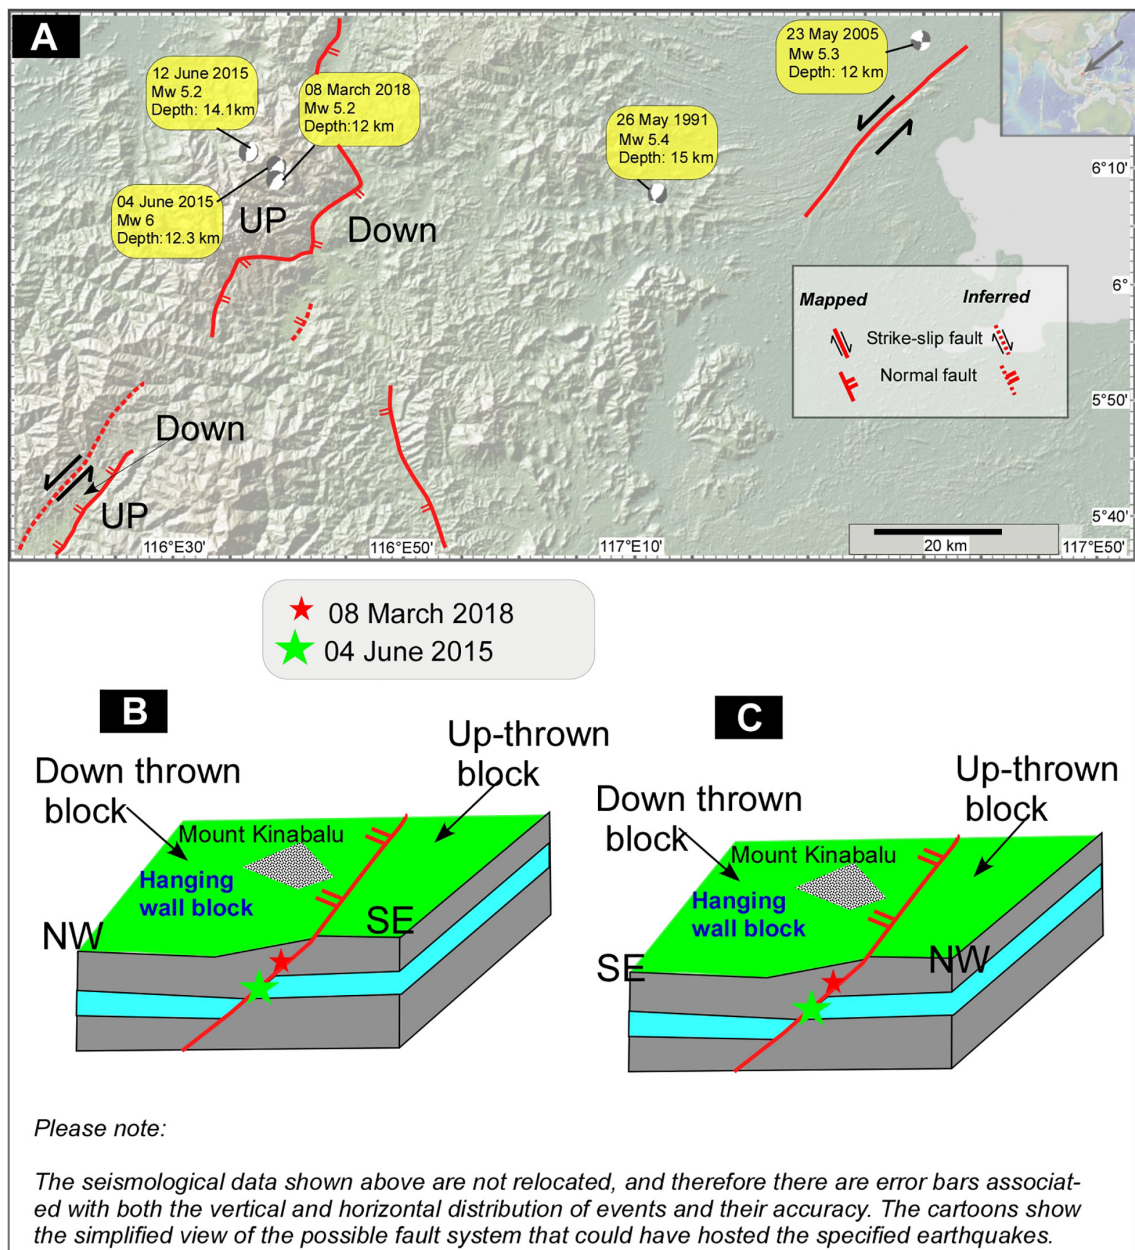 A
12 June 2015
Mw 5.2
Depth: 14.1km
08 March 2018
Mw 5.2
Depth:12 km
04 June 2015
Mw 6
Depth:12.3 km
UP
Down
26 May 1991
Mw 5.4
Depth: 15 km
23 May 2005
Mw 5.3
Depth: 12 km
6°10'
6°
5°50'
5°40'
Mapped
Inferred
Strike-slip fault
Normal fault
Down
UP
20 km
116°E30'
116°E50'
117°E10'
117°E50'
08 March 2018
04 June 2015
B
Down thrown
block
Up-thrown
block
Mount Kinabalu
Hanging
wall block
NW
SE
C
Down thrown
block
Up-thrown
block
Mount Kinabalu
Hanging
wall block
SE
NW
Please note:
The seismological data shown above are not relocated, and therefore there are error bars associat-
ed with both the vertical and horizontal distribution of events and their accuracy. The cartoons show
the simplified view of the possible fault system that could have hosted the specified earthquakes.